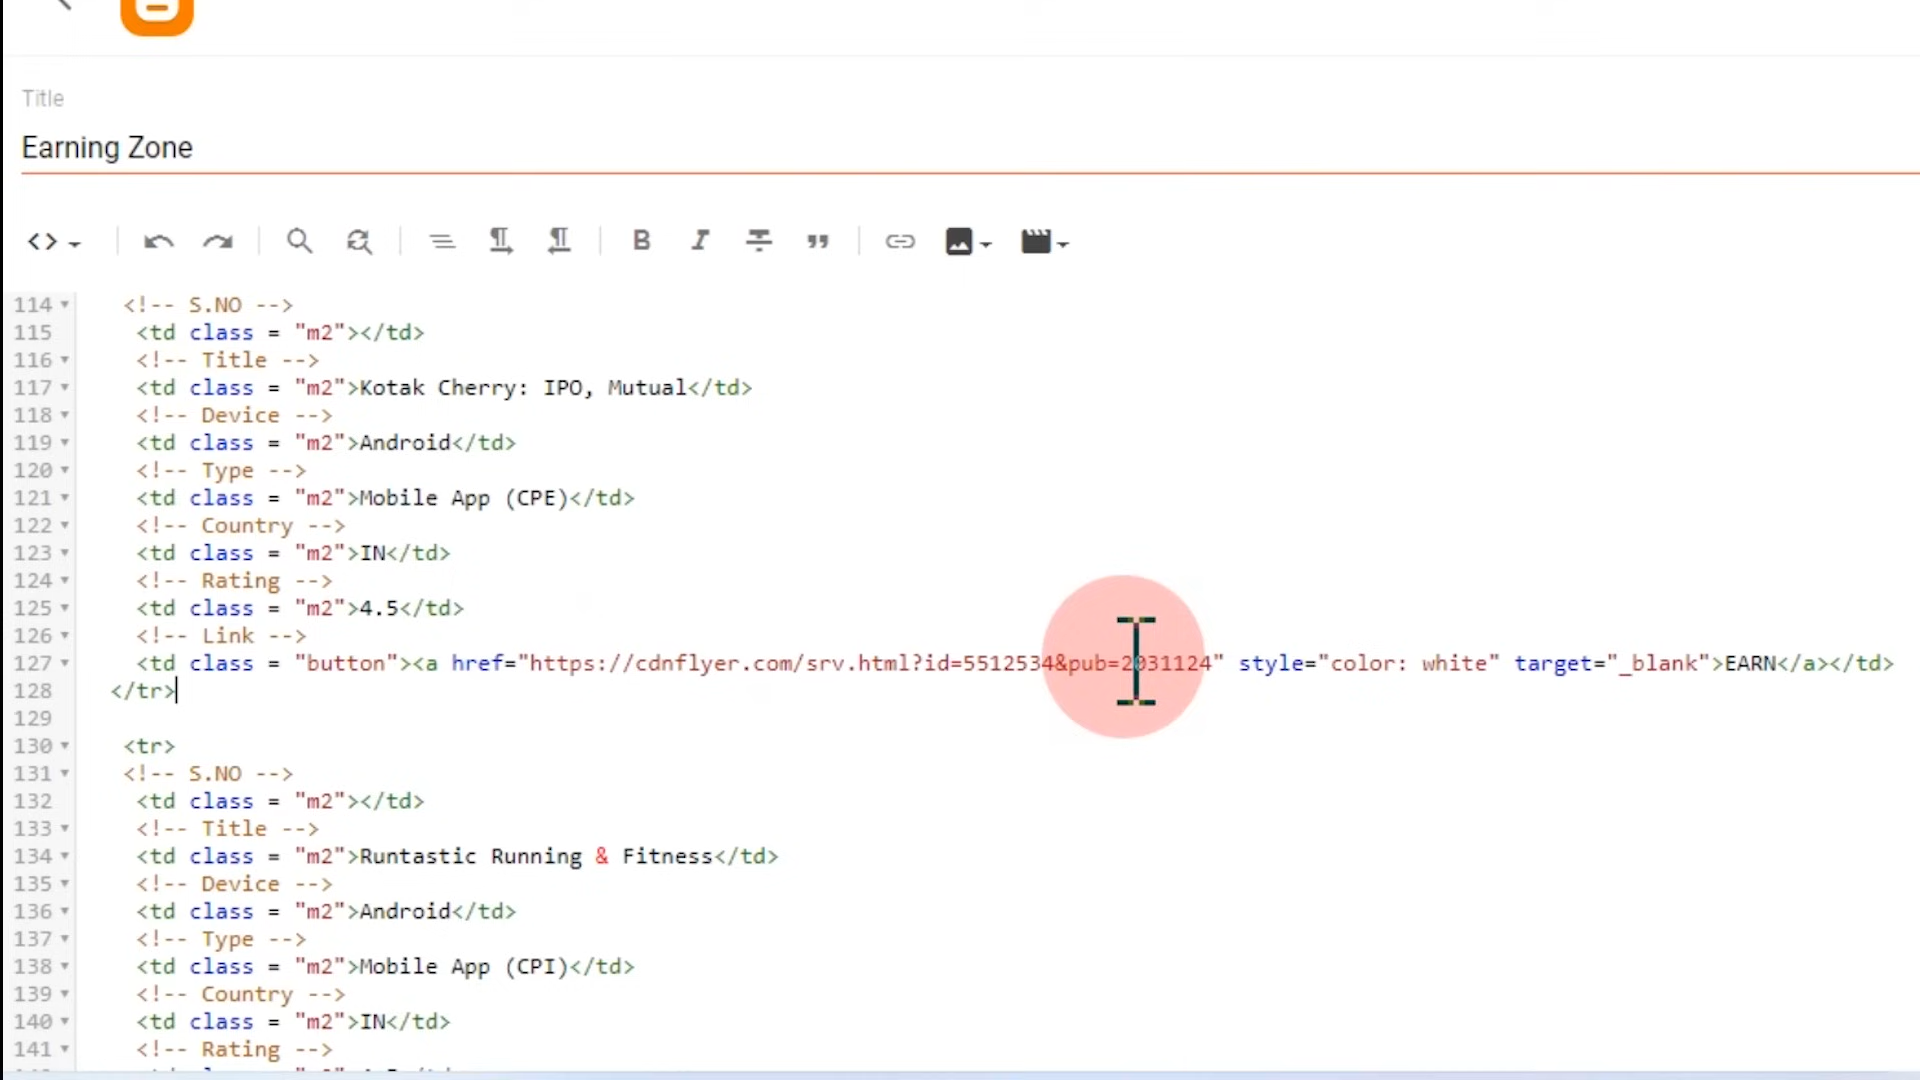 Title
Earning Zone
114 <!-- S.NO -->
115 <td class = "m2"></td>
116 <!-- Title -->
117 <td class = "m2">Kotak Cherry: IPO, Mutual</td>
118 <!-- Device -->
119 <td class = "m2">Android</td>
120 <!-- Type -->
121 <td class = "m2">Mobile App (CPE)</td>
122 <!-- Country -->
123 <td class = "m2">IN</td>
124 <!-- Rating -->
125 <td class = "m2">4.5</td>
126 <!-- Link -->
127 <td class = "button"><a href="https://cdnflyer.com/srv.html?id=5512534&pub=2031124" style="color: white" target="_blank">EARN</a></td>
128 </tr>
129
130 <tr>
131 <!-- S.NO -->
132 <td class = "m2"></td>
133 <!-- Title -->
134 <td class = "m2">Runtastic Running & Fitness</td>
135 <!-- Device -->
136 <td class = "m2">Android</td>
137 <!-- Type -->
138 <td class = "m2">Mobile App (CPI)</td>
139 <!-- Country -->
140 <td class = "m2">IN</td>
141 <!-- Rating -->